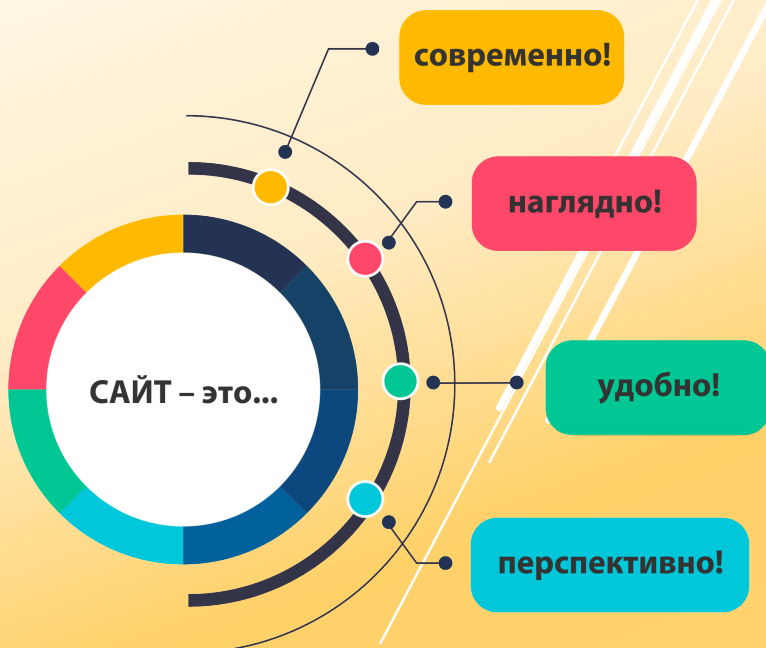 САЙТ – это...
современно!
наглядно!
удобно!
перспективно!